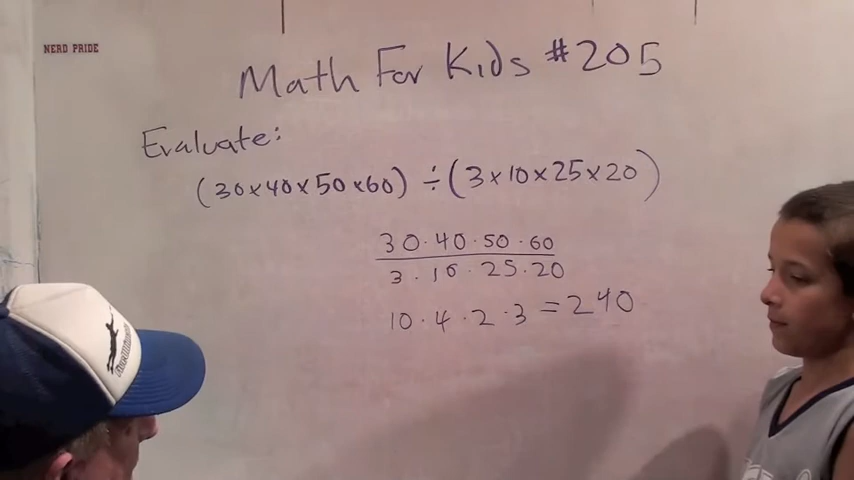 NERD PRIDE
Math For Kids #205
Evaluate:
(30×40×50×60) ÷ (3×10×25×20)
30·40·50·60
3·10·25·20
10·4·2·3 = 240